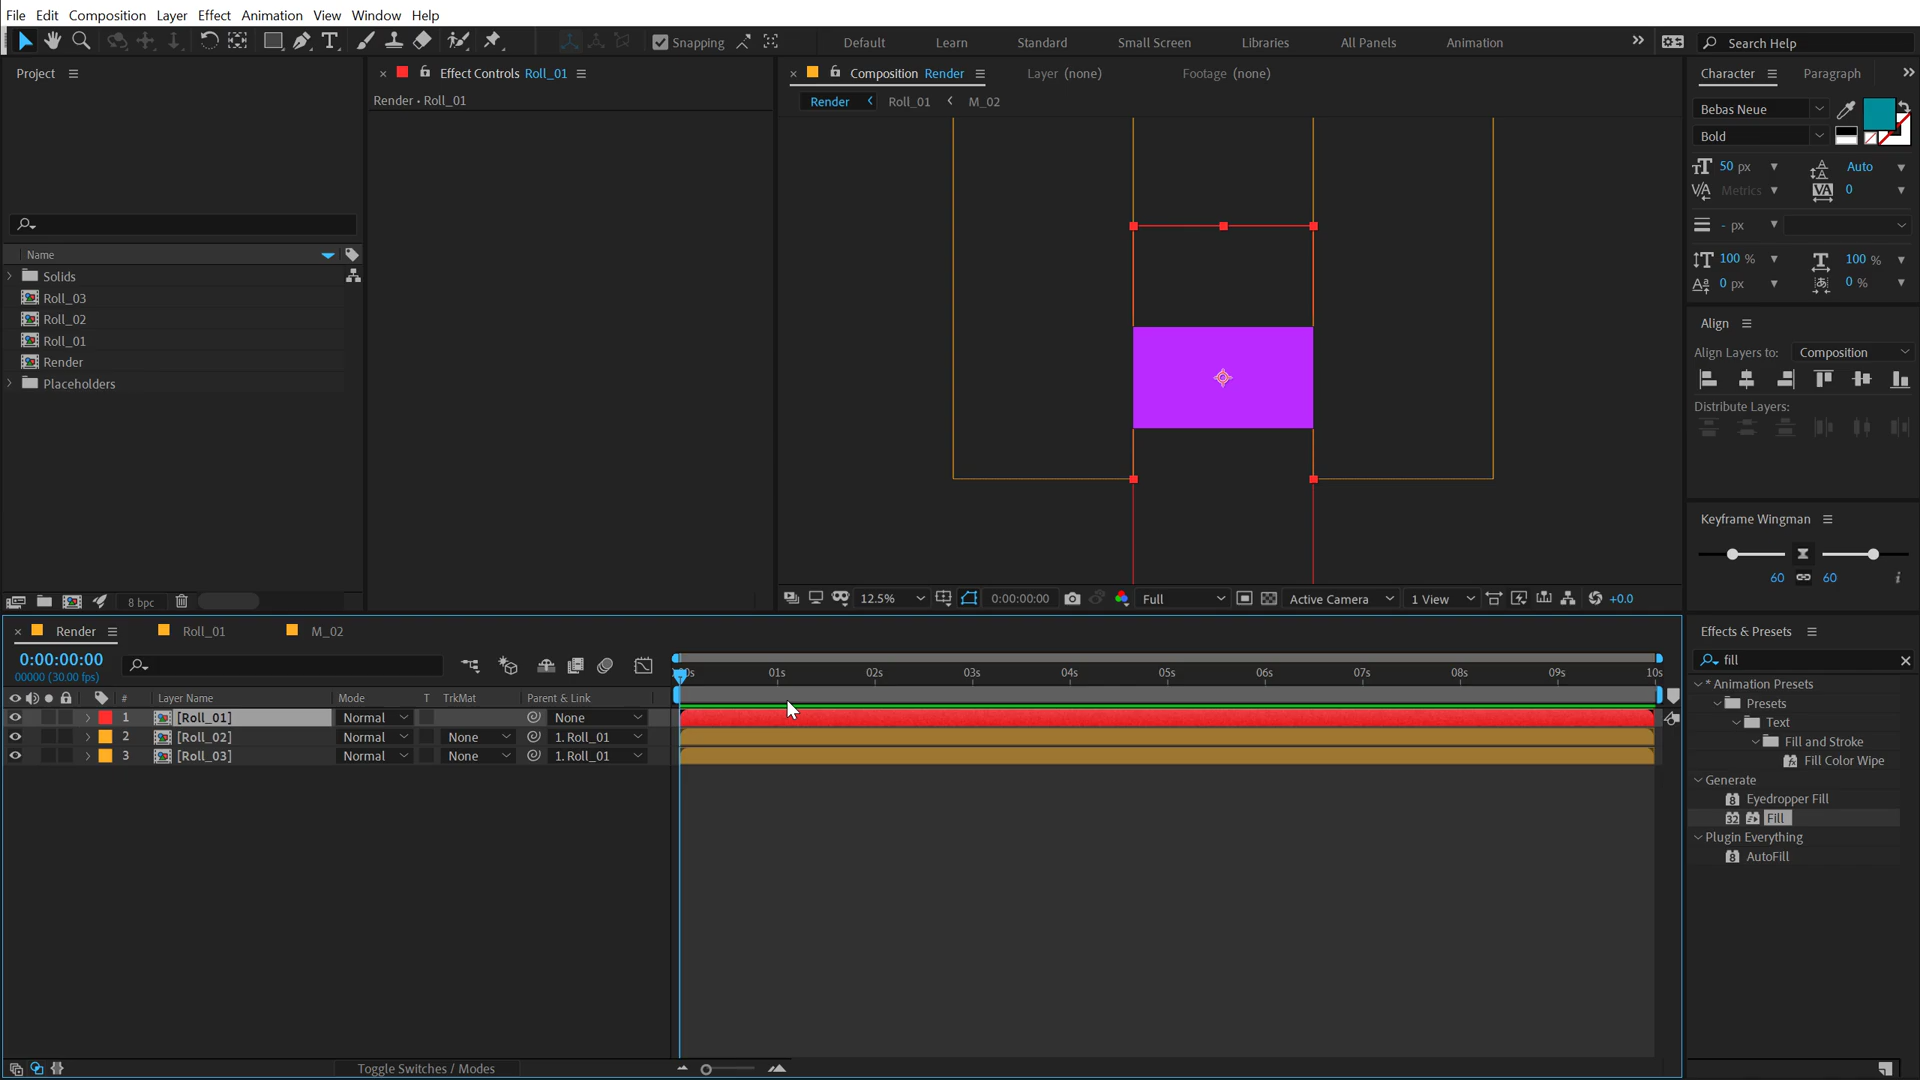 File Edit Composition Layer Effect Animation View Window Help
Snapping Default Learn Standard Small Screen Libraries All Panels Animation Search Help
Project
Effect Controls Roll_01
Render • Roll_01
Composition Render Layer (none) Footage (none)
Render Roll_01 M_02
Name
Solids
Roll_03
Roll_02
Roll_01
Render
Placeholders
8 bpc
12.5% 0:00:00:00 Full Active Camera 1 View +0.0
Character Paragraph
Bebas Neue
Bold
50 px Auto
Metrics 0
- px
100 % 100 %
0 px 0 %
Align
Align Layers to: Composition
Distribute Layers:
Keyframe Wingman
60 60
Render Roll_01 M_02
0:00:00:00
00000 (30.00 fps)
01s 02s 03s 04s 05s 06s 07s 08s 09s 10s
# Layer Name Mode T TrkMat Parent & Link
1 [Roll_01] Normal None
2 [Roll_02] Normal None 1. Roll_01
3 [Roll_03] Normal None 1. Roll_01
Toggle Switches / Modes
Effects & Presets
fill
* Animation Presets
Presets
Text
Fill and Stroke
Fill Color Wipe
Generate
Eyedropper Fill
Fill
Plugin Everything
AutoFill